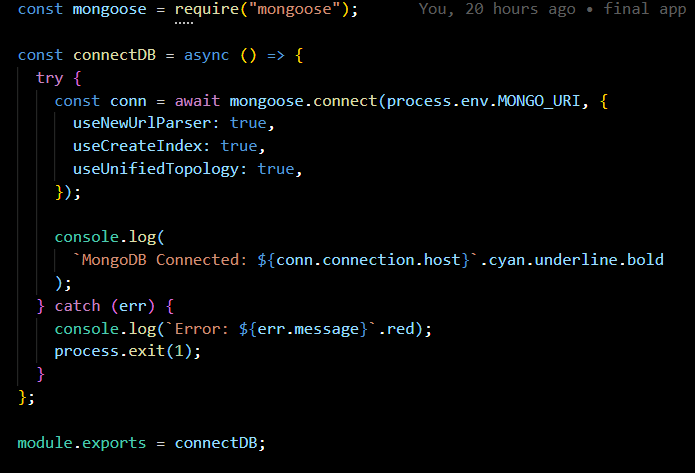 const mongoose = require("mongoose");     You, 20 hours ago • final app

const connectDB = async () => {
  try {
    const conn = await mongoose.connect(process.env.MONGO_URI, {
      useNewUrlParser: true,
      useCreateIndex: true,
      useUnifiedTopology: true,
    });

    console.log(
      `MongoDB Connected: ${conn.connection.host}`.cyan.underline.bold
    );
  } catch (err) {
    console.log(`Error: ${err.message}`.red);
    process.exit(1);
  }
};

module.exports = connectDB;